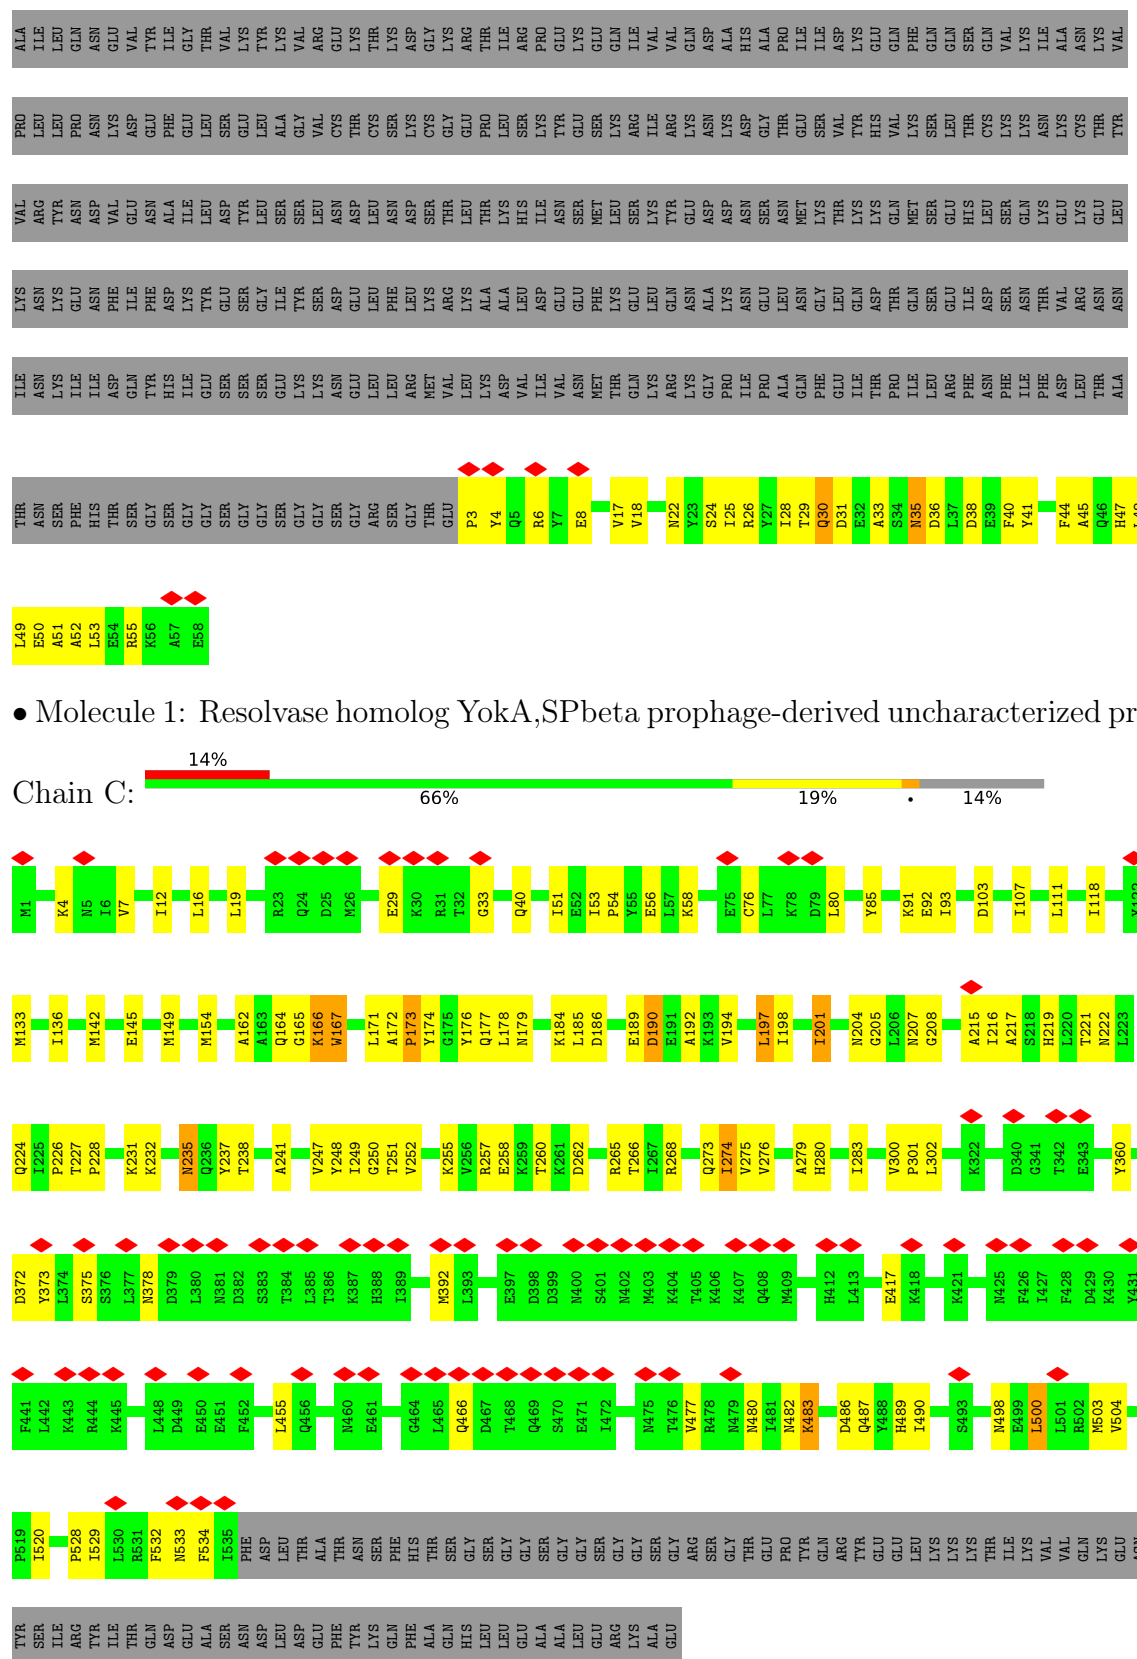 ALA ILE LEU GLN ASN GLU VAL TYR ILE GLY THR VAL LYS TYR LYS VAL ARG GLU LYS THR LYS ASP GLY LYS ARG THR ILE ARG PRO GLU LYS GLU GLN ILE VAL VAL GLN ASP ALA HIS ALA PRO ILE ILE ASP LYS GLU GLN PHE GLN GLN SER GLN VAL LYS ILE ALA ASN LYS VAL
PRO LEU LEU PRO ASN LYS ASP GLU PHE GLU LEU SER GLU LEU ALA GLY VAL CYS THR CYS SER LYS CYS GLY GLU PRO LEU SER LYS TYR GLU SER LYS ARG ILE ARG LYS ASN LYS ASP GLY THR GLU SER VAL TYR HIS VAL LYS SER LEU THR CYS LYS LYS ASN LYS CYS THR TYR
VAL ARG TYR ASN ASP VAL GLU ASN ALA ILE LEU ASP TYR LEU SER SER LEU ASN ASP LEU ASN ASP SER THR LEU THR LYS HIS ILE ASN SER MET LEU SER LYS TYR GLU ASP ASP ASN SER ASN MET LYS THR LYS LYS GLN MET SER GLU HIS LEU SER GLN LYS GLU LYS GLU LEU
LYS ASN LYS GLU ASN PHE ILE PHE ASP LYS TYR GLU SER GLY ILE TYR SER ASP GLU LEU PHE LEU LYS ARG LYS ALA ALA LEU ASP GLU GLU PHE LYS GLU LEU GLN ASN ALA LYS ASN GLU LEU ASN GLY LEU GLN ASP THR GLN SER GLU ILE ASP SER ASN THR VAL ARG ASN ASN
ILE ASN LYS ILE ILE ASP GLN TYR HIS ILE GLU SER SER SER GLU LYS LYS ASN GLU LEU LEU ARG MET VAL LEU LYS ASP VAL ILE VAL ASN MET THR GLN LYS ARG LYS GLY PRO ILE PRO ALA GLN PHE GLU ILE THR PRO ILE LEU ARG PHE ASN PHE ILE PHE ASP LEU THR ALA
THR ASN SER PHE HIS THR SER GLY SER GLY GLY SER GLY GLY SER GLY GLY SER GLY ARG SER GLY THR GLU P3 Y4 Q5 R6 Y7 E8 V17 V18 N22 Y23 S24 I25 R26 Y27 I28 T29 Q30 D31 E32 A33 S34 N35 D36 L37 D38 E39 F40 Y41 F44 A45 Q46 H47
L49 E50 A51 A52 L53 E54 R55 K56 A57 E58
• Molecule 1: Resolvase homolog YokA,SPbeta prophage-derived uncharacterized pr
14%
Chain C:
66% 19% • 14%
M1 K4 N5 I6 V7 I12 L16 L19 R23 Q24 D25 M26 E29 K30 R31 T32 G33 Q40 I51 E52 I53 P54 Y55 E56 L57 K58 E75 C76 L77 K78 D79 L80 Y85 K91 E92 I93 D103 I107 L111 I118
M133 I136 M142 E145 M149 M154 A162 A163 Q164 G165 K166 W167 L171 A172 P173 Y174 G175 Y176 Q177 L178 N179 K184 L185 D186 E189 D190 E191 A192 K193 V194 L197 I198 I201 N204 G205 L206 N207 G208 A215 I216 A217 S218 H219 L220 T221 N222 L223
Q224 I225 P226 T227 P228 K231 K232 N235 Q236 Y237 T238 A241 V247 Y248 I249 G250 T251 V252 K255 V256 R257 E258 K259 T260 K261 D262 R265 T266 I267 R268 Q273 I274 V275 V276 A279 H280 I283 V300 P301 L302 K322 D340 G341 T342 E343 Y360
D372 Y373 L374 S375 S376 L377 N378 D379 L380 N381 D382 S383 T384 L385 T386 K387 H388 I389 M392 L393 E397 D398 D399 N400 S401 N402 M403 K404 T405 K406 K407 Q408 M409 H412 L413 E417 K418 K421 N425 F426 I427 F428 D429 K430 Y431
F441 L442 K443 R444 K445 L448 D449 E450 E451 F452 L455 Q456 N460 E461 G464 L465 Q466 D467 T468 Q469 S470 E471 I472 N475 T476 V477 R478 N479 N480 I481 N482 K483 D486 Q487 Y488 H489 I490 S493 N498 E499 L500 L501 R502 M503 V504
P519 I520 P528 I529 L530 R531 F532 N533 F534 I535 PHE ASP LEU THR ALA THR ASN SER PHE HIS THR SER GLY SER GLY GLY SER GLY GLY SER GLY GLY SER GLY ARG SER GLY THR GLU PRO TYR GLN ARG TYR GLU GLU LEU LYS LYS LYS THR ILE LYS VAL VAL GLN LYS GLU
TYR SER ILE ARG TYR ILE THR GLN ASP GLU ALA SER ASN ASP LEU ASP GLU PHE TYR LYS GLN PHE ALA GLN HIS LEU LEU GLU ALA ALA LEU GLU ARG LYS ALA GLU